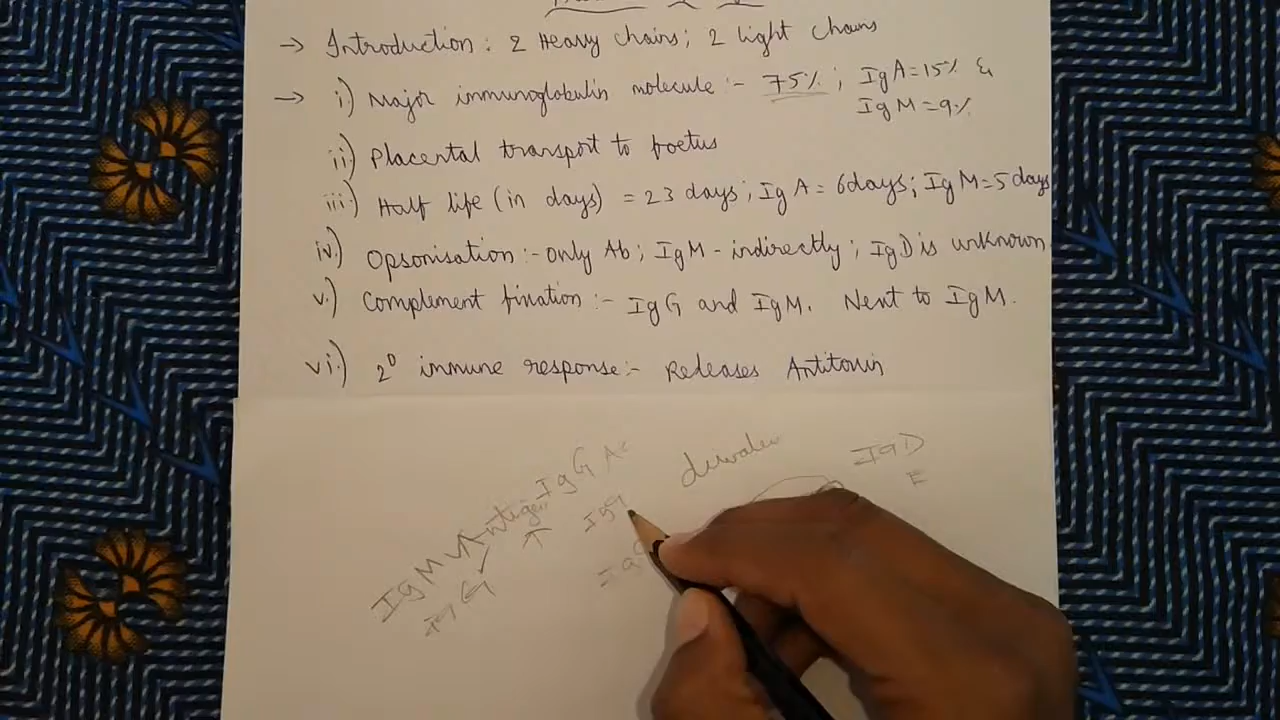 → Introduction : 2 Heavy chains; 2 light chains
→ i) Major immunoglobulin molecule :- 75% ; IgA=15% &
IgM=9%
ii) Placental transport to foetus
iii) Half life (in days) = 23 days; IgA = 6days; IgM=5 days
iv) Opsonisation :- only Ab ; IgM - indirectly ; IgD is unknown
v.) Complement fixation :- IgG and IgM. Next to IgM.
vi.) 2° immune response:- Releases Antitoxin
IgG
IgD
E
IgM
IgG